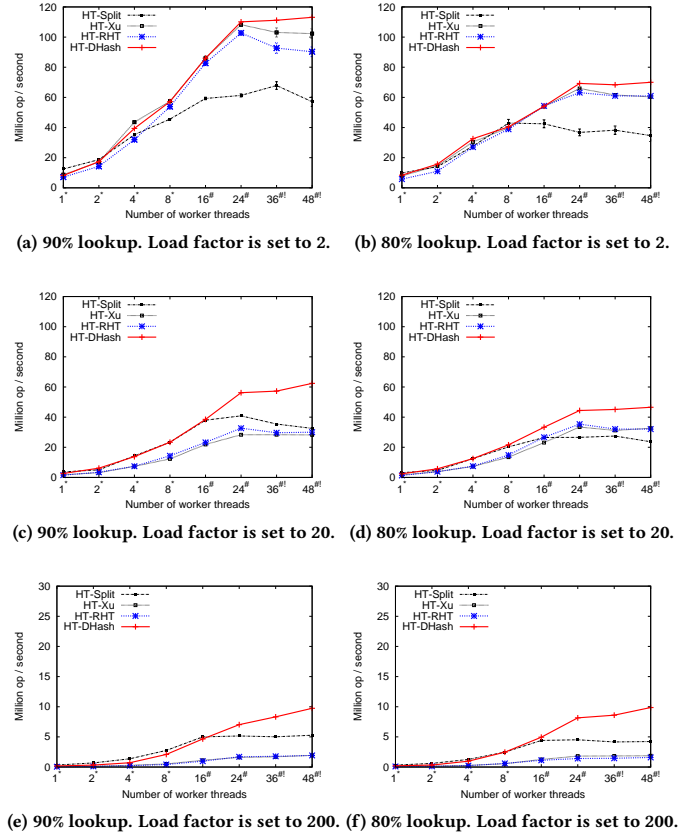 120
100
80
60
40
20
0
Million op / second
HT-Split
HT-Xu
HT-RHT
HT-DHash
1* 2* 4* 8* 16# 24# 36#! 48#!
Number of worker threads
(a) 90% lookup. Load factor is set to 2.
120
100
80
60
40
20
0
Million op / second
HT-Split
HT-Xu
HT-RHT
HT-DHash
1* 2* 4* 8* 16# 24# 36#! 48#!
Number of worker threads
(b) 80% lookup. Load factor is set to 2.
120
100
80
60
40
20
0
Million op / second
HT-Split
HT-Xu
HT-RHT
HT-DHash
1* 2* 4* 8* 16# 24# 36#! 48#!
Number of worker threads
(c) 90% lookup. Load factor is set to 20.
120
100
80
60
40
20
0
Million op / second
HT-Split
HT-Xu
HT-RHT
HT-DHash
1* 2* 4* 8* 16# 24# 36#! 48#!
Number of worker threads
(d) 80% lookup. Load factor is set to 20.
30
25
20
15
10
5
0
Million op / second
HT-Split
HT-Xu
HT-RHT
HT-DHash
1* 2* 4* 8* 16# 24# 36#! 48#!
Number of worker threads
(e) 90% lookup. Load factor is set to 200.
30
25
20
15
10
5
0
Million op / second
HT-Split
HT-Xu
HT-RHT
HT-DHash
1* 2* 4* 8* 16# 24# 36#! 48#!
Number of worker threads
(f) 80% lookup. Load factor is set to 200.